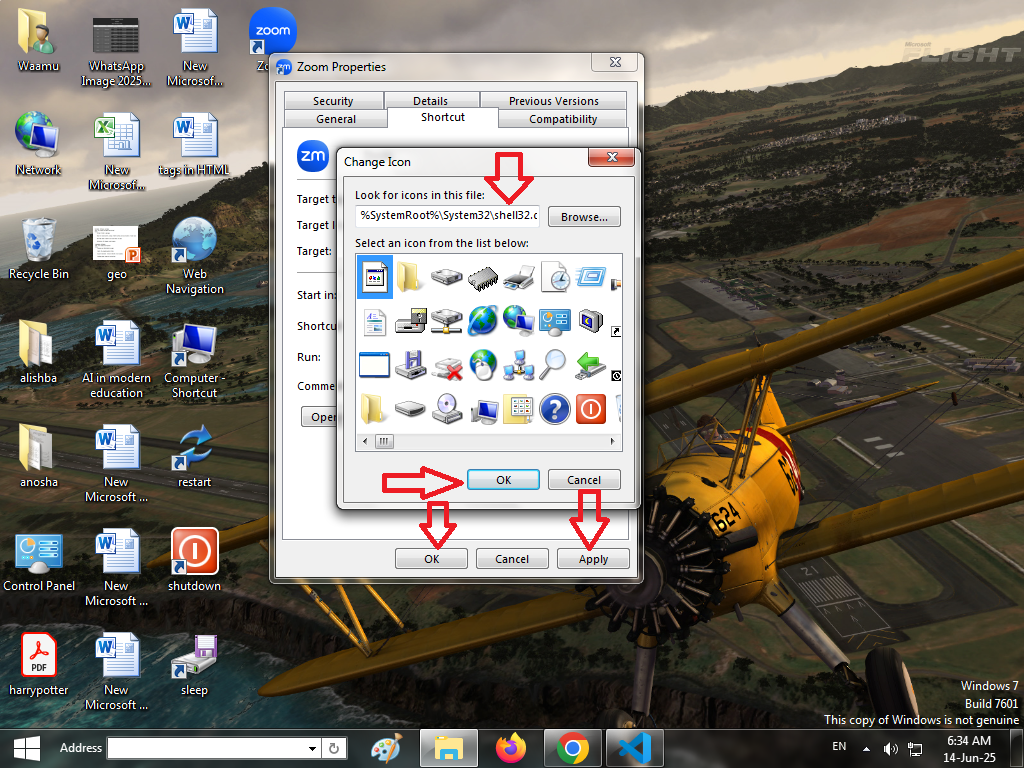 Waamu
WhatsApp
Image 2025...
New
Microsof...
zoom
Network
New
Microsof...
tags in HTML
Recycle Bin
geo
Web
Navigation
alishba
AI in modern
education
Computer -
Shortcut
anosha
New
Microsoft ...
restart
Control Panel
New
Microsoft ...
shutdown
PDF
harrypotter
New
Microsoft ...
sleep
zm Zoom Properties
Security Details Previous Versions
General Shortcut Compatibility
zm
Target t
Target l
Target:
Start in:
Shortcu
Run:
Comme
Open
Change Icon
Look for icons in this file:
%SystemRoot%\System32\shell32.d
Browse...
Select an icon from the list below:
OK Cancel
OK Cancel Apply
Microsoft
FLIGHT
624
21
Windows 7
Build 7601
This copy of Windows is not genuine
Address
EN
6:34 AM
14-Jun-25